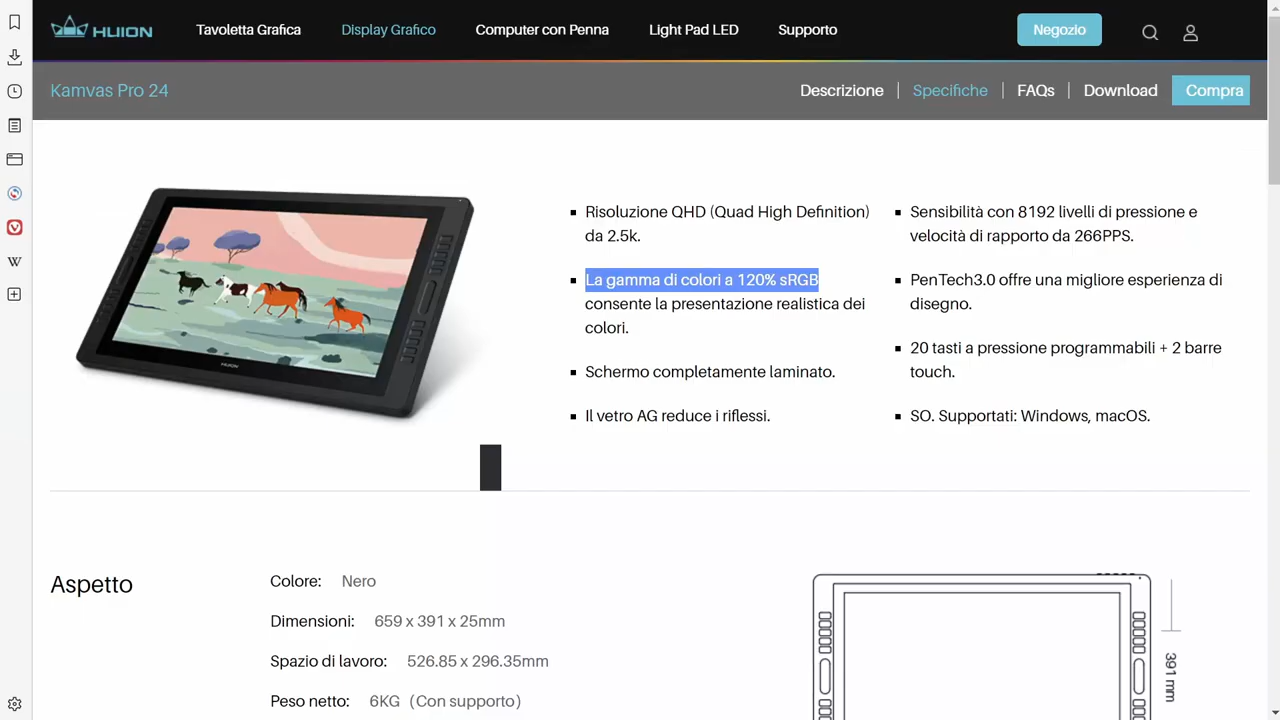 HUION
Tavoletta Grafica
Display Grafico
Computer con Penna
Light Pad LED
Supporto
Negozio
Kamvas Pro 24
Descrizione
Specifiche
FAQs
Download
Compra
Risoluzione QHD (Quad High Definition)
da 2.5k.
La gamma di colori a 120% sRGB
consente la presentazione realistica dei
colori.
Schermo completamente laminato.
Il vetro AG reduce i riflessi.
Sensibilità con 8192 livelli di pressione e
velocità di rapporto da 266PPS.
PenTech3.0 offre una migliore esperienza di
disegno.
20 tasti a pressione programmabili + 2 barre
touch.
SO. Supportati: Windows, macOS.
HUION
Aspetto
Colore: Nero
Dimensioni: 659 x 391 x 25mm
Spazio di lavoro: 526.85 x 296.35mm
Peso netto: 6KG（Con supporto）
391 mm